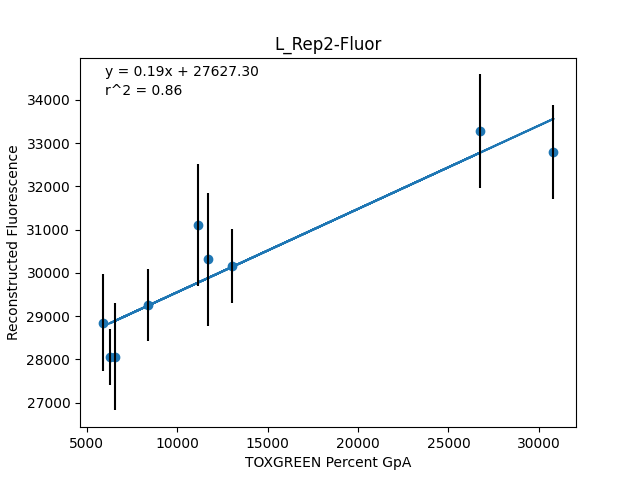 L_Rep2-Fluor
y = 0.19x + 27627.30
r^2 = 0.86
34000
33000
32000
31000
30000
29000
28000
27000
Reconstructed Fluorescence
5000 10000 15000 20000 25000 30000
TOXGREEN Percent GpA